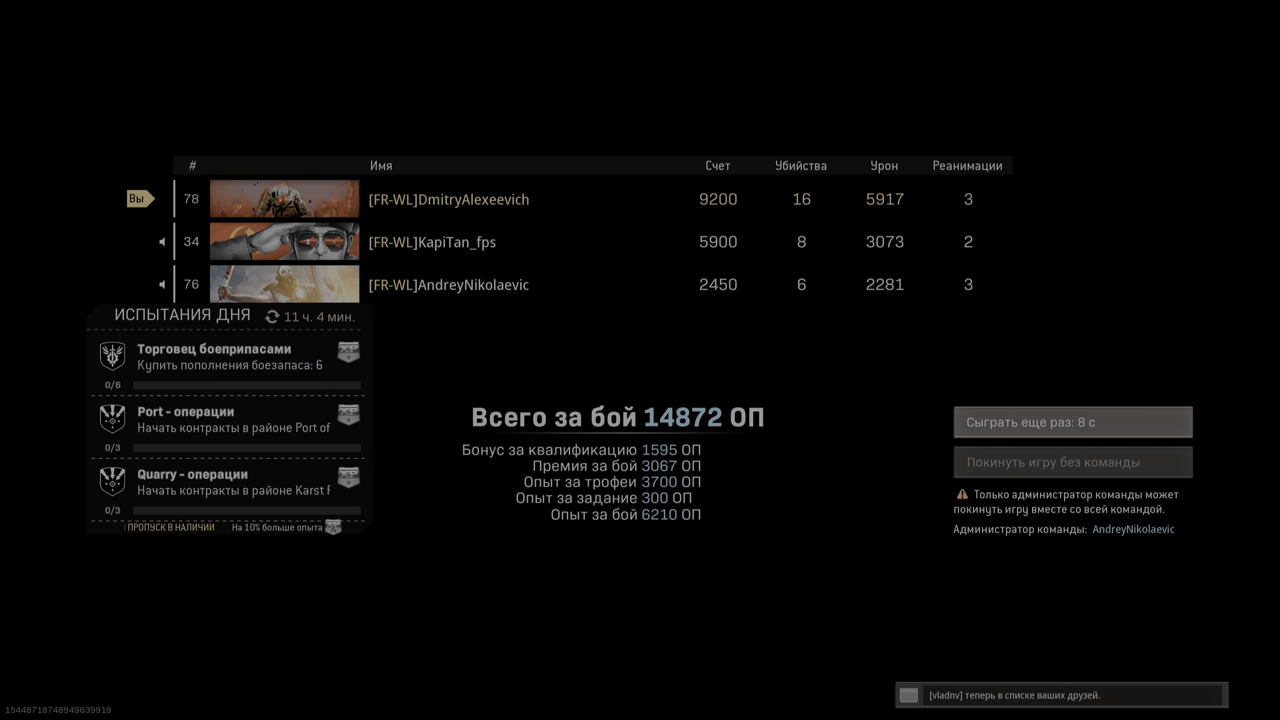 # Имя Счет Убийства Урон Реанимации
Вы 78 [FR-WL]DmitryAlexeevich 9200 16 5917 3
34 [FR-WL]KapiTan_fps 5900 8 3073 2
76 [FR-WL]AndreyNikolaevic 2450 6 2281 3
ИСПЫТАНИЯ ДНЯ 11 ч. 4 мин.
Торговец боеприпасами
Купить пополнения боезапаса: 6
0/6
Port - операции
Начать контракты в районе Port of
0/3
Quarry - операции
Начать контракты в районе Karst
0/3
ПРОПУСК В НАЛИЧИИ На 10% больше опыта
Всего за бой 14872 ОП
Бонус за квалификацию 1595 ОП
Премия за бой 3067 ОП
Опыт за трофеи 3700 ОП
Опыт за задание 300 ОП
Опыт за бой 6210 ОП
Сыграть еще раз: 8 с
Покинуть игру без команды
Только администратор команды может
покинуть игру вместе со всей командой.
Администратор команды: AndreyNikolaevic
[vladnv] теперь в списке ваших друзей.
15448718748949639919